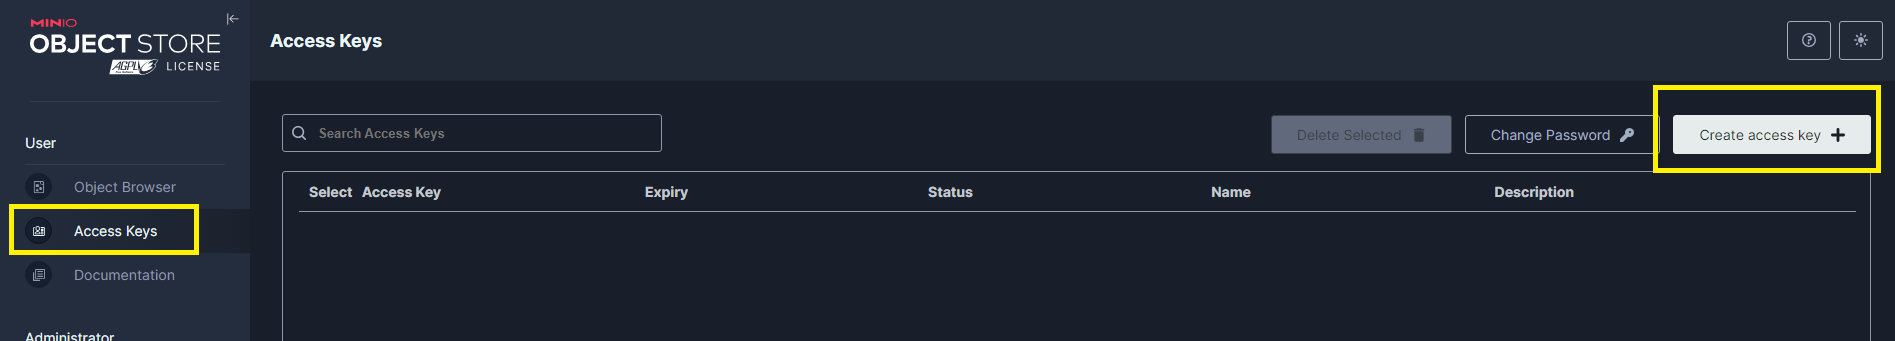 MINIO
OBJECT STORE
AGPLv3 LICENSE
User
Object Browser
Access Keys
Documentation
Administrator
Access Keys
Search Access Keys
Delete Selected
Change Password
Create access key
Select Access Key Expiry Status Name Description